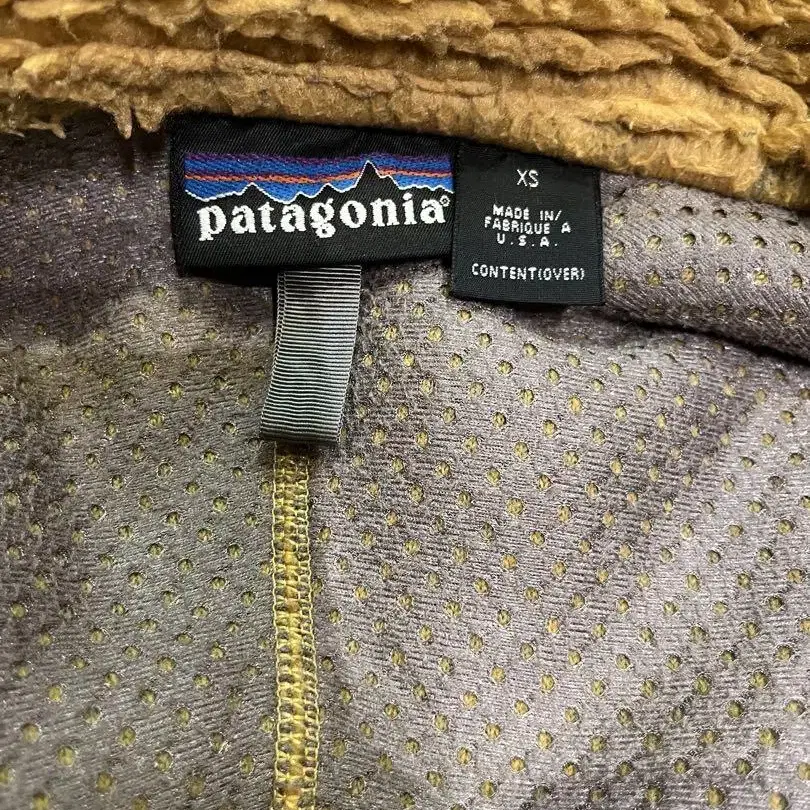 patagonia®
XS
MADE IN/
FABRIQUE A
U.S.A.
CONTENT(OVER)